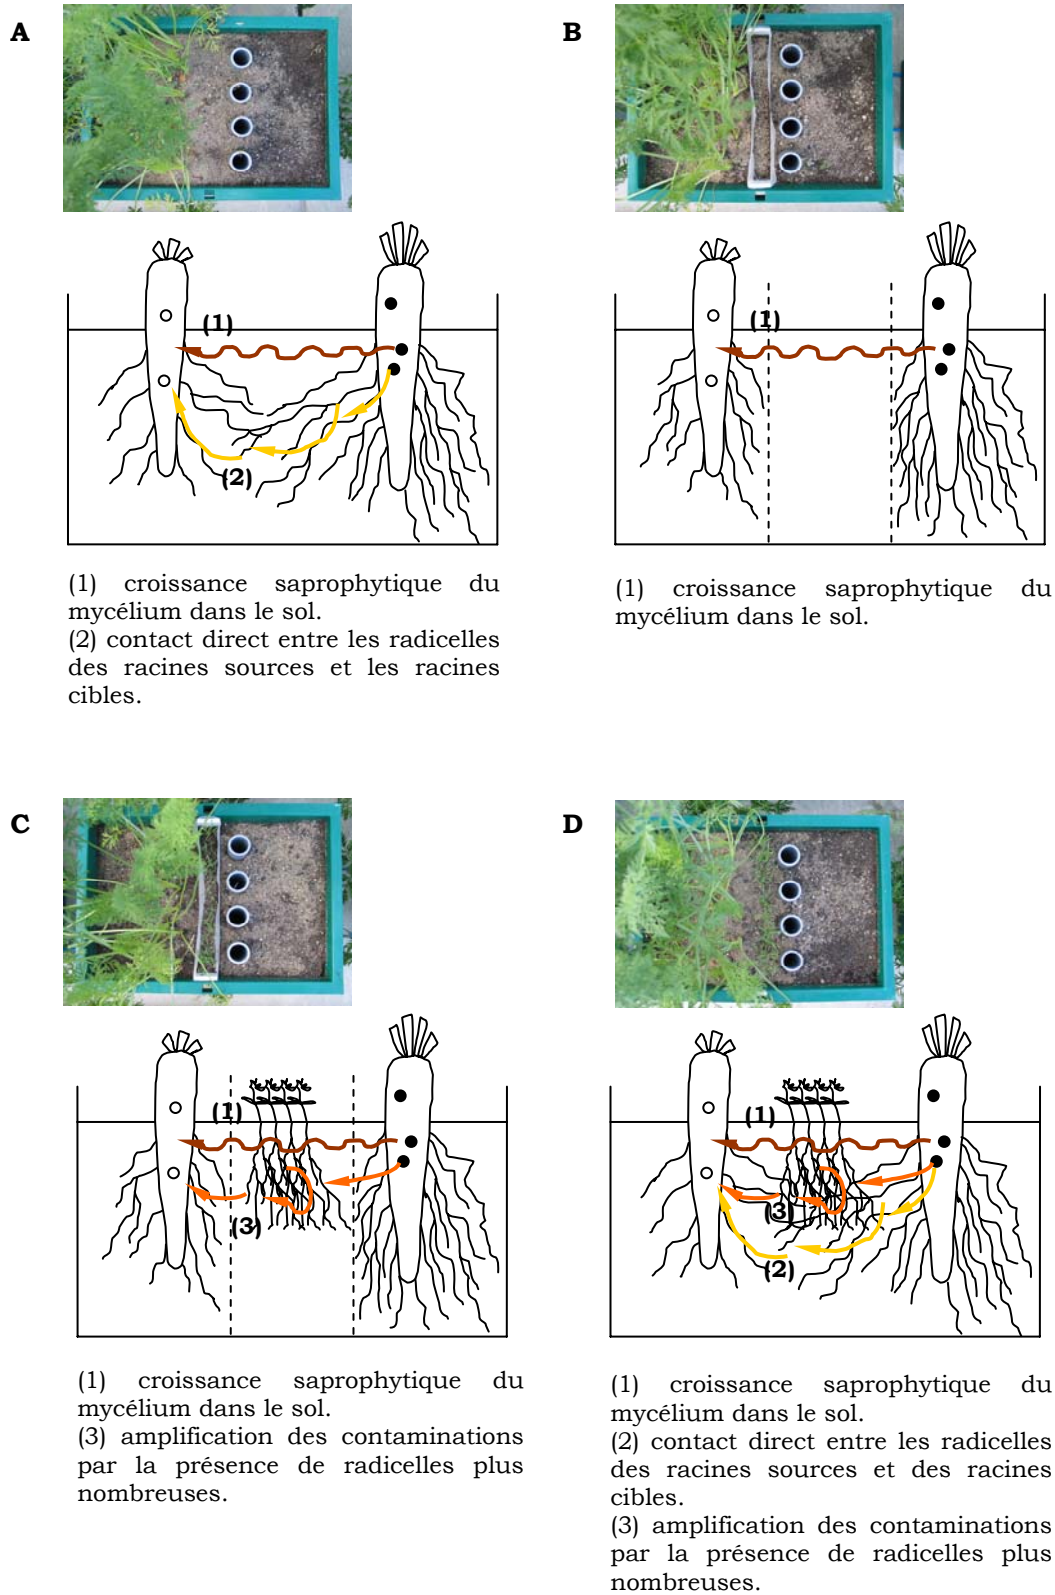 A
B
(1)
(2)
(1)
(1) croissance saprophytique du
mycélium dans le sol.
(2) contact direct entre les radicelles
des racines sources et les racines
cibles.
(1) croissance saprophytique du
mycélium dans le sol.
C
D
(1)
(3)
(1)
(3)
(2)
(1) croissance saprophytique du
mycélium dans le sol.
(3) amplification des contaminations
par la présence de radicelles plus
nombreuses.
(1) croissance saprophytique du
mycélium dans le sol.
(2) contact direct entre les radicelles
des racines sources et des racines
cibles.
(3) amplification des contaminations
par la présence de radicelles plus
nombreuses.